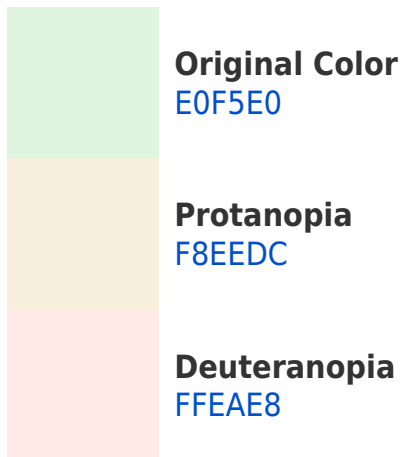 Original Color
E0F5E0
Protanopia
F8EEDC
Deuteranopia
FFEAE8